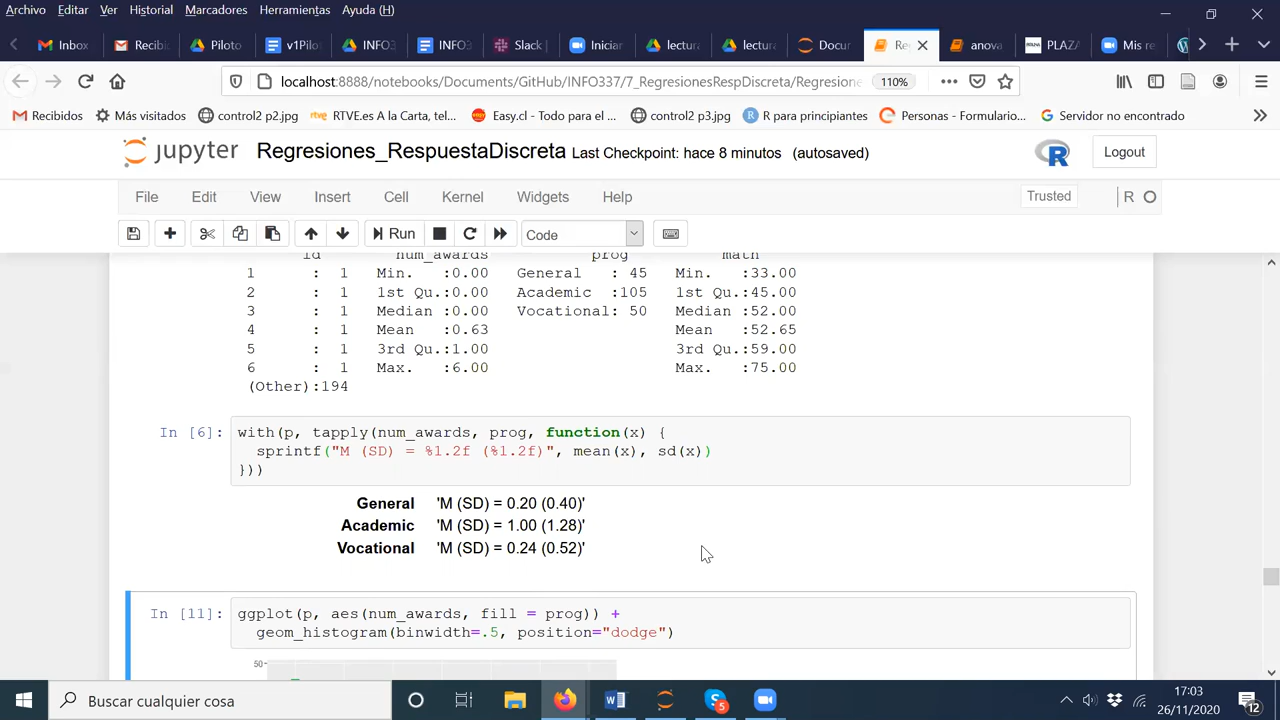 Archivo Editar Ver Historial Marcadores Herramientas Ayuda (H)
Inbox Recibi Piloto v1Pilo INFO3 INFO3 Slack | Iniciar lectura lectura Docur Re anova PLAZA Mis re
localhost:8888/notebooks/Documents/GitHub/INFO337/7_RegresionesRespDiscreta/Regresione 110%
Recibidos Más visitados control2 p2.jpg RTVE.es A la Carta, tel... Easy.cl - Todo para el ... control2 p3.jpg R para principiantes Personas - Formulario... Servidor no encontrado
jupyter Regresiones_RespuestaDiscreta Last Checkpoint: hace 8 minutos (autosaved) Logout
File Edit View Insert Cell Kernel Widgets Help Trusted R
Run Code
id num_awards prog math
1 : 1 Min. :0.00 General : 45 Min. :33.00
2 : 1 1st Qu.:0.00 Academic :105 1st Qu.:45.00
3 : 1 Median :0.00 Vocational: 50 Median :52.00
4 : 1 Mean :0.63 Mean :52.65
5 : 1 3rd Qu.:1.00 3rd Qu.:59.00
6 : 1 Max. :6.00 Max. :75.00
(Other):194
In [6]: with(p, tapply(num_awards, prog, function(x) {
sprintf("M (SD) = %1.2f (%1.2f)", mean(x), sd(x))
}))
General 'M (SD) = 0.20 (0.40)'
Academic 'M (SD) = 1.00 (1.28)'
Vocational 'M (SD) = 0.24 (0.52)'
In [11]: ggplot(p, aes(num_awards, fill = prog)) +
geom_histogram(binwidth=.5, position="dodge")
50
Buscar cualquier cosa
5
17:03
26/11/2020
12